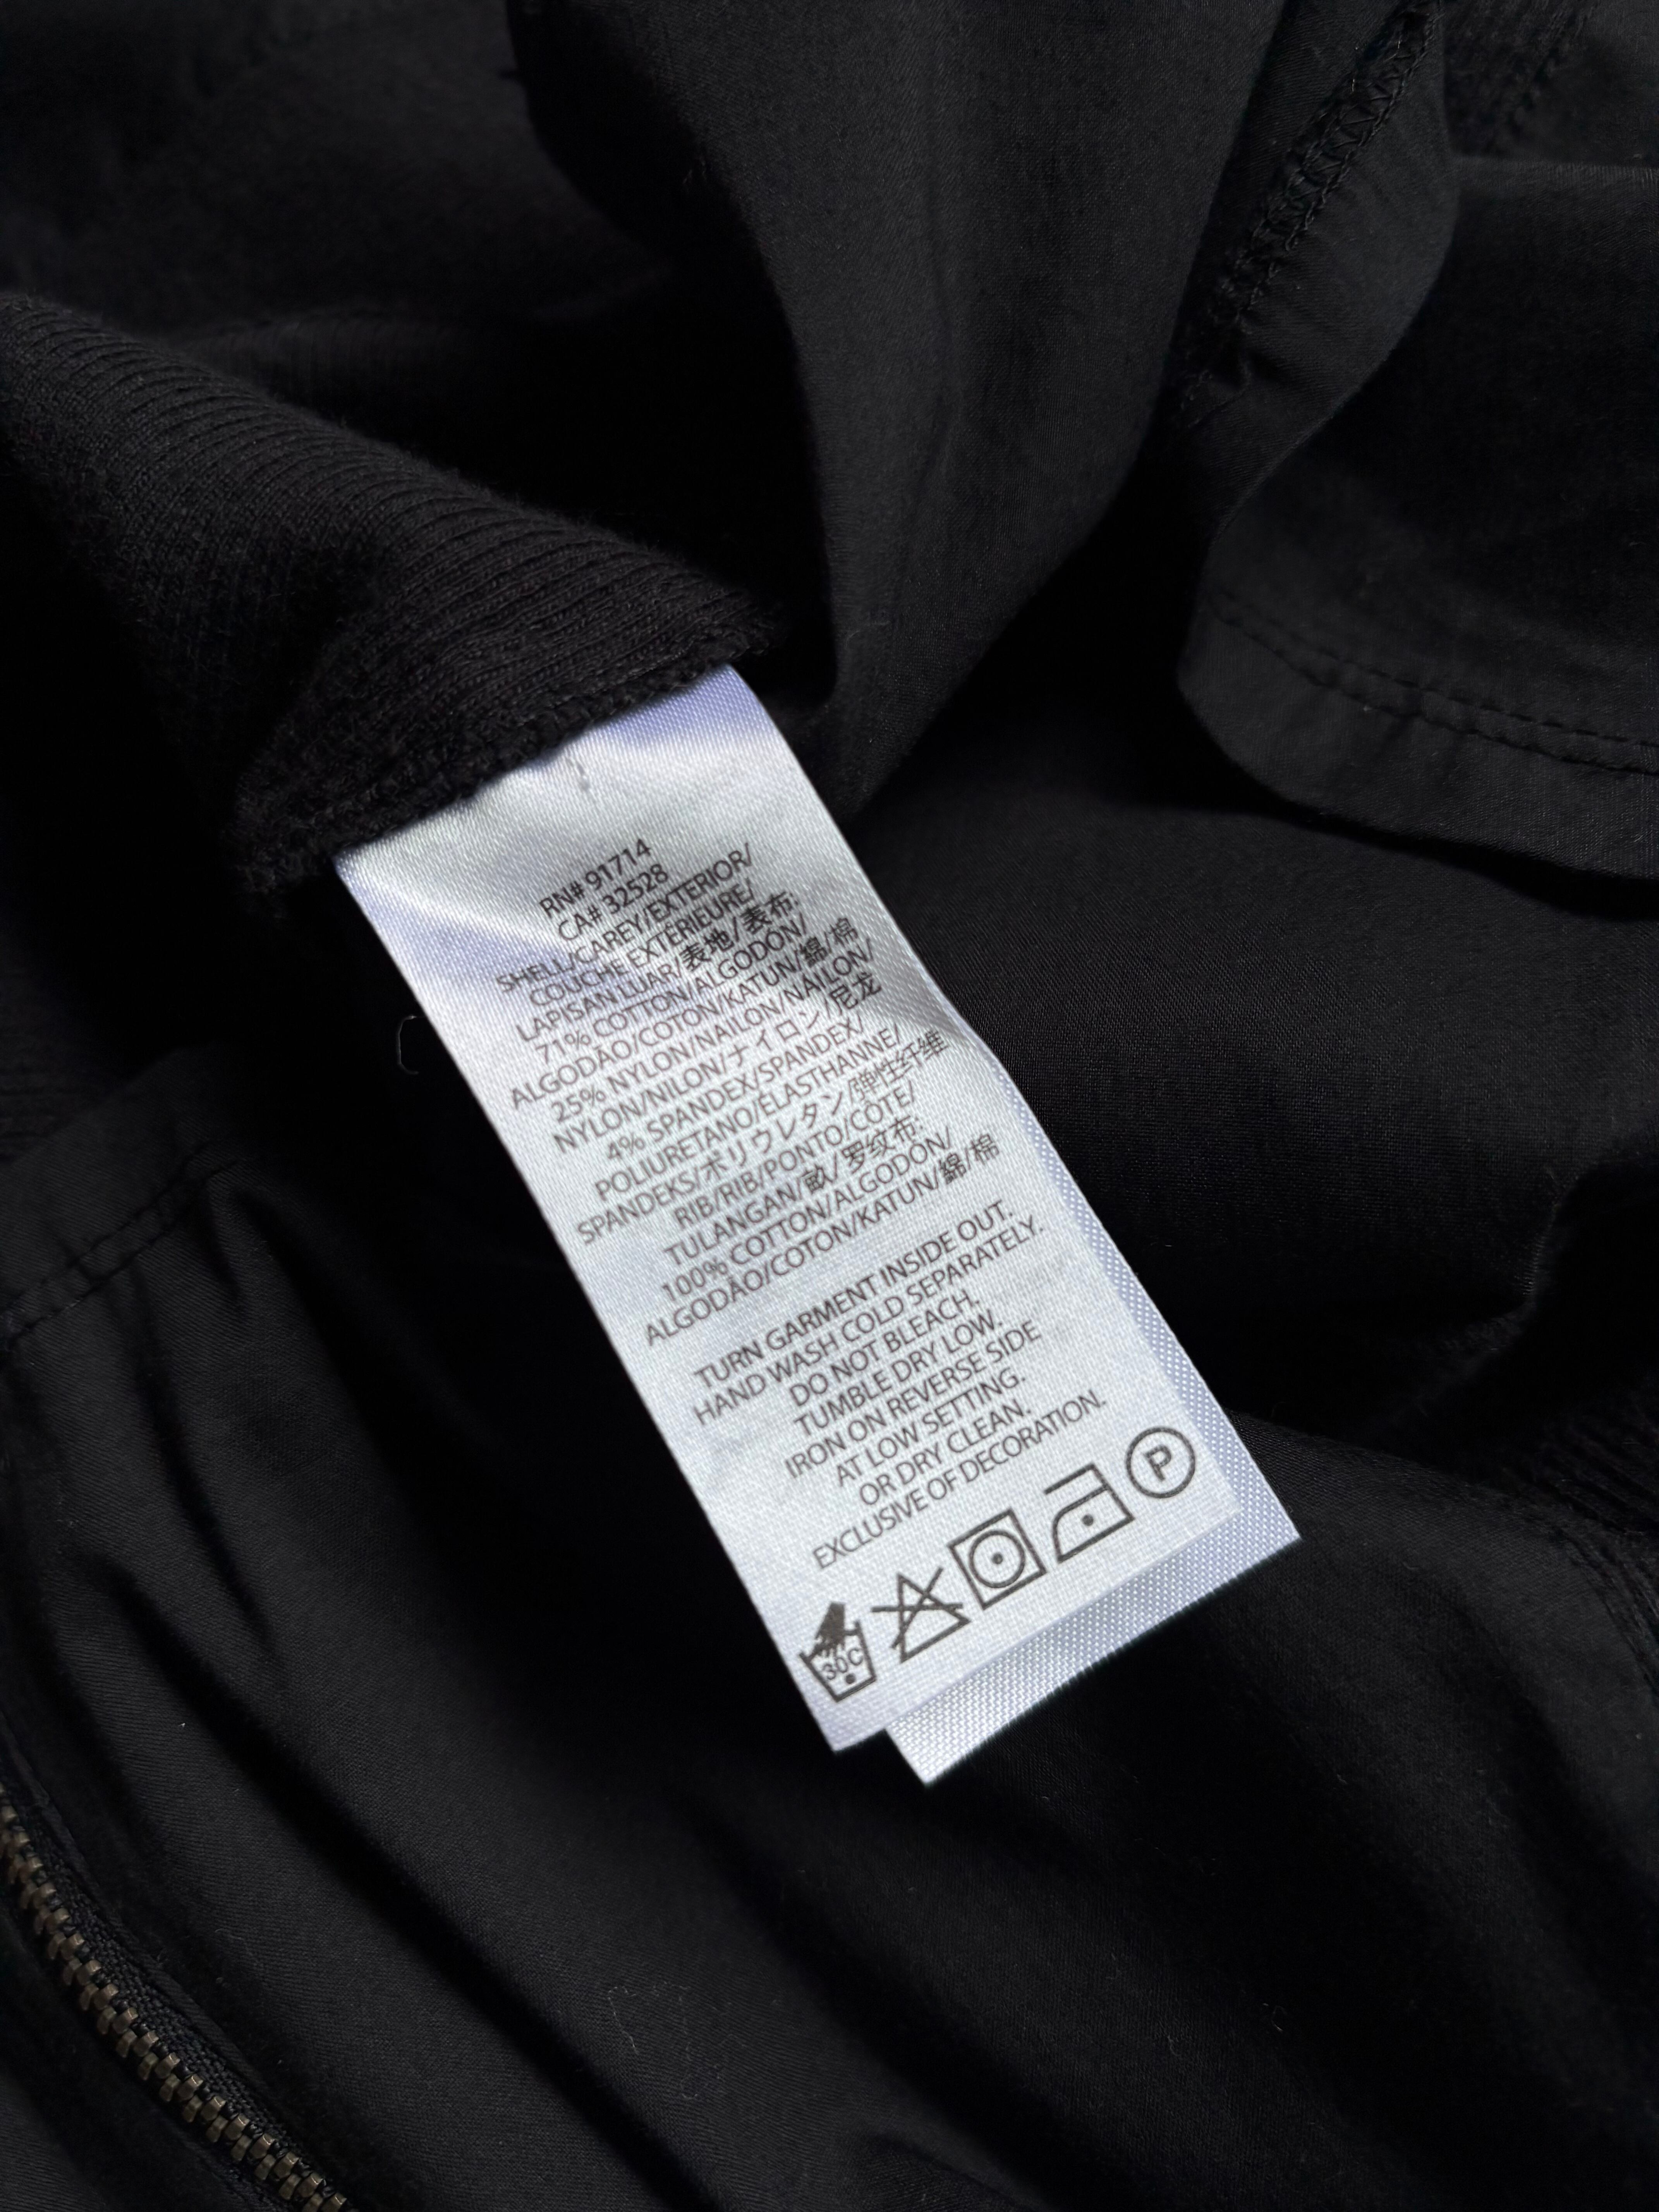 RN# 91714
CA# 32528
SHELL/CAREY/EXTERIOR/
COUCHE EXTÉRIEURE/
LAPISAN LUAR/表地/表布:
71% COTTON/ALGODON/
ALGODÃO/COTON/KATUN/綿/棉
25% NYLON/NAILON/NAILON/
NYLON/NNILON/ナイロン/尼龙
4% SPANDEX/SPANDEX/
POLIURETANO/ÉLASTHANNE/
SPANDEKS/ポリウレタン/弹性纤维
RIB/RIB/PONTO/CÔTE/
TULANGAN/畝/罗纹布:
100% COTTON/ALGODÓN/
ALGODÃO/COTON/KATUN/綿/棉
TURN GARMENT INSIDE OUT.
HAND WASH COLD SEPARATELY.
DO NOT BLEACH.
TUMBLE DRY LOW.
IRON ON REVERSE SIDE
AT LOW SETTING.
OR DRY CLEAN.
EXCLUSIVE OF DECORATION.
30C P